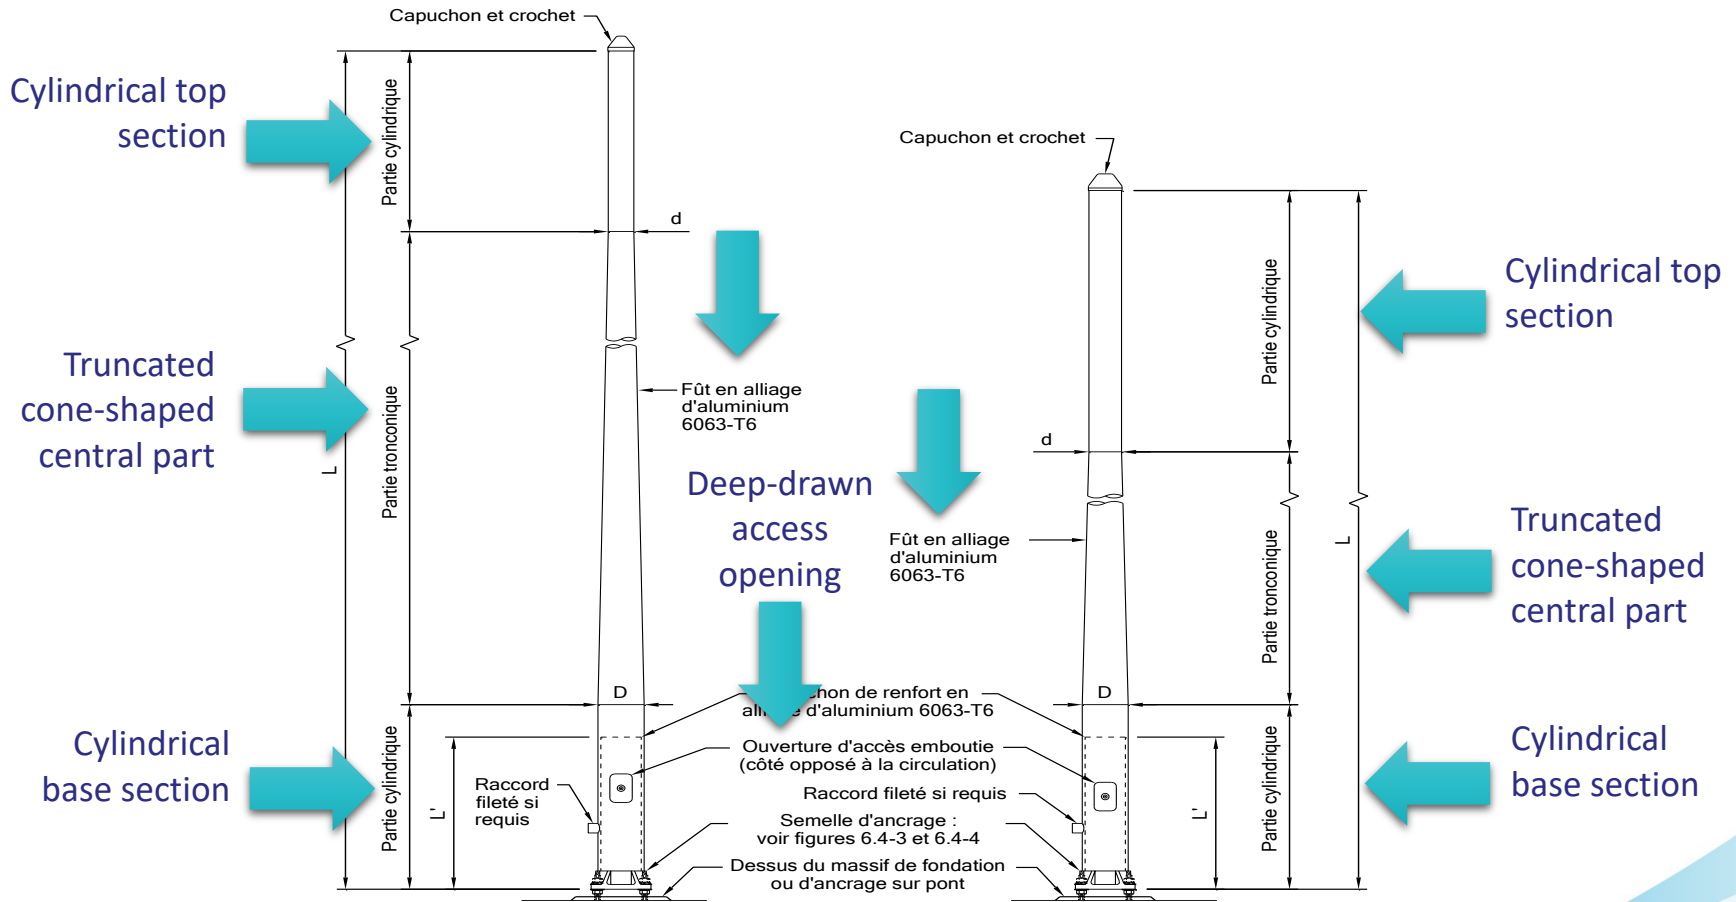 Capuchon et crochet
Cylindrical top
section
Partie cylindrique
d
Truncated
cone-shaped
central part
L
Partie tronconique
Fût en alliage
d'aluminium
6063-T6
Cylindrical
base section
Partie cylindrique
L'
D
Raccord
fileté si
requis
Deep-drawn
access
opening
de renfort en
d'aluminium 6063-T6
Ouverture d'accès emboutie
(côté opposé à la circulation)
Raccord fileté si requis
Semelle d'ancrage :
voir figures 6.4-3 et 6.4-4
Dessus du massif de fondation
ou d'ancrage sur pont
Capuchon et crochet
d
Fût en alliage
d'aluminium
6063-T6
D
L'
Partie cylindrique
Partie tronconique
Partie cylindrique
L
Cylindrical top
section
Truncated
cone-shaped
central part
Cylindrical
base section